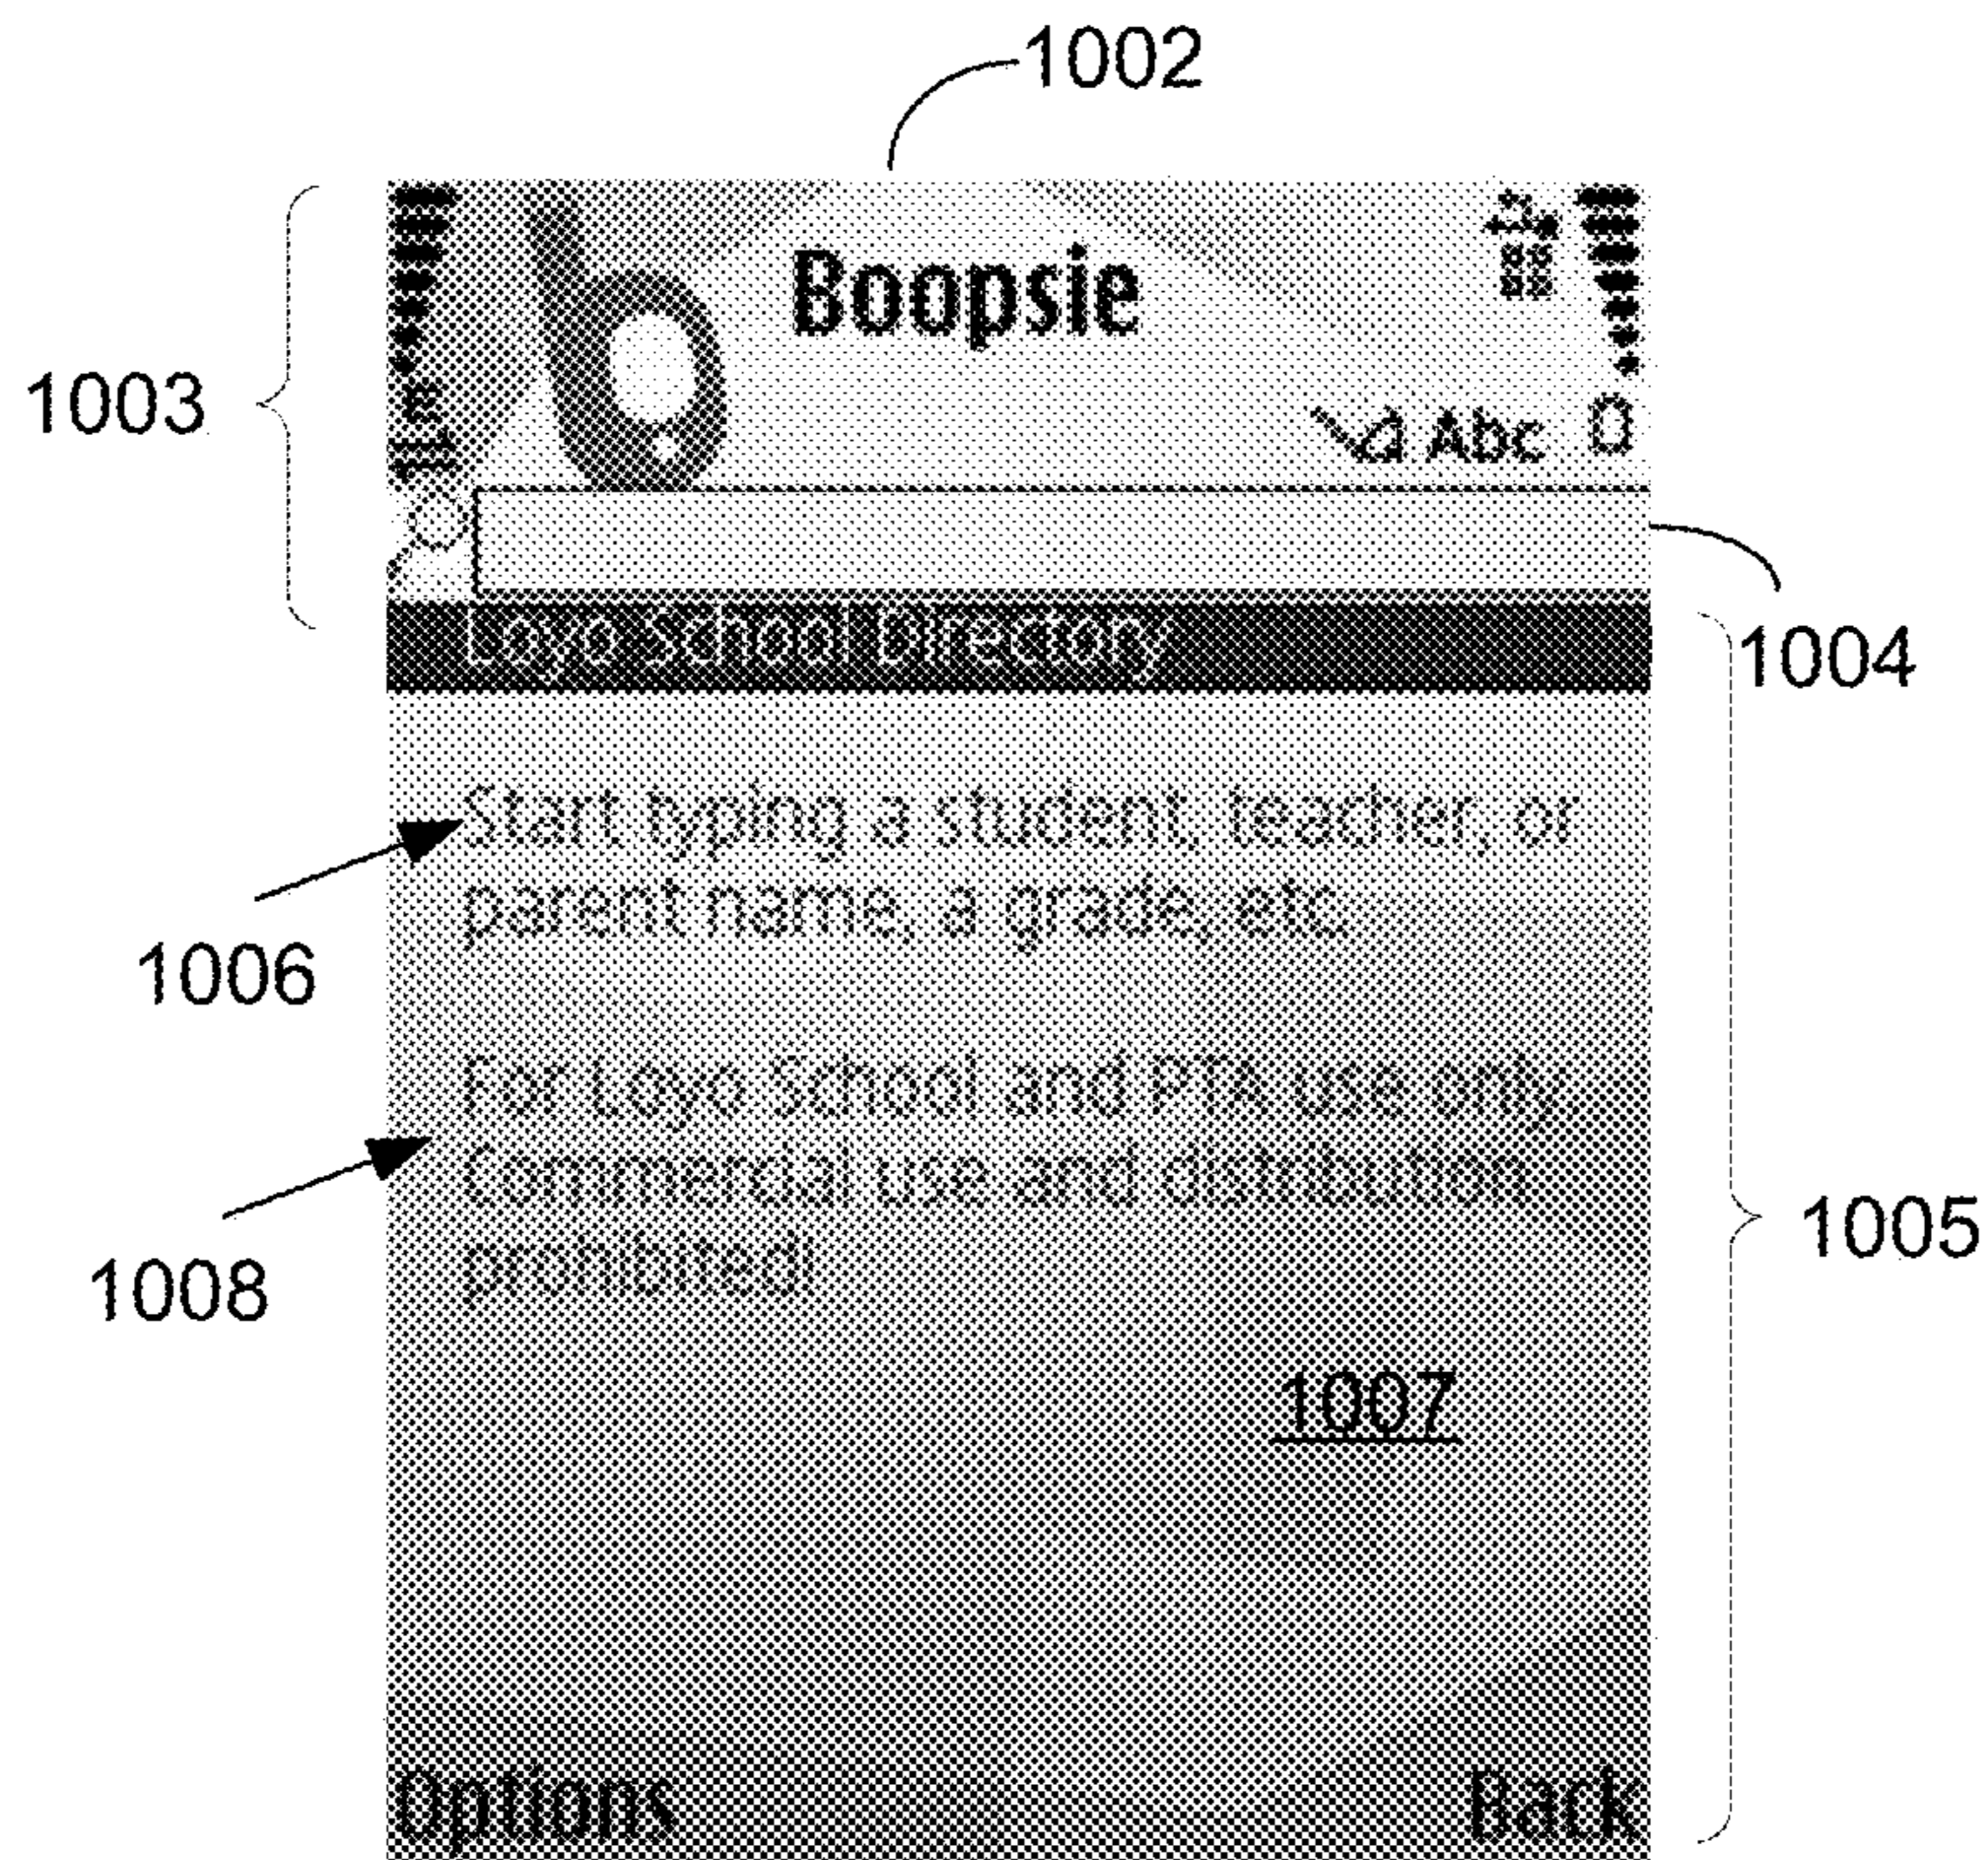 1002
Boopsie
1003
Abc
1004
Loyo School Directory
Start typing a student, teacher, or
parent name, a grade, etc.
1006
For Loyo School and PTA use only.
Commercial use and distribution
prohibited!
1008
1005
1007
Options
Back